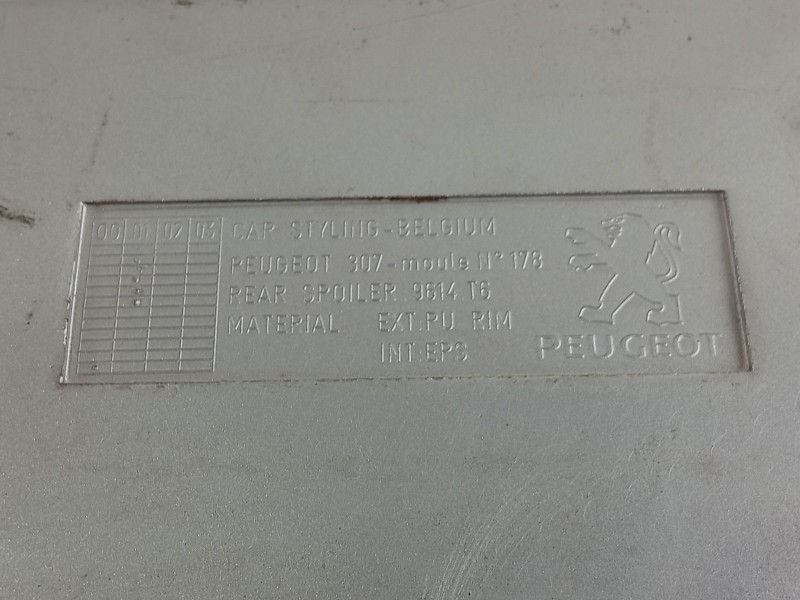 00 01 02 03
CAR STYLING-BELGIUM
PEUGEOT 307-moule N° 178
REAR SPOILER 9614 T6
MATERIAL EXT.PU RIM
INT.EPS
PEUGEOT